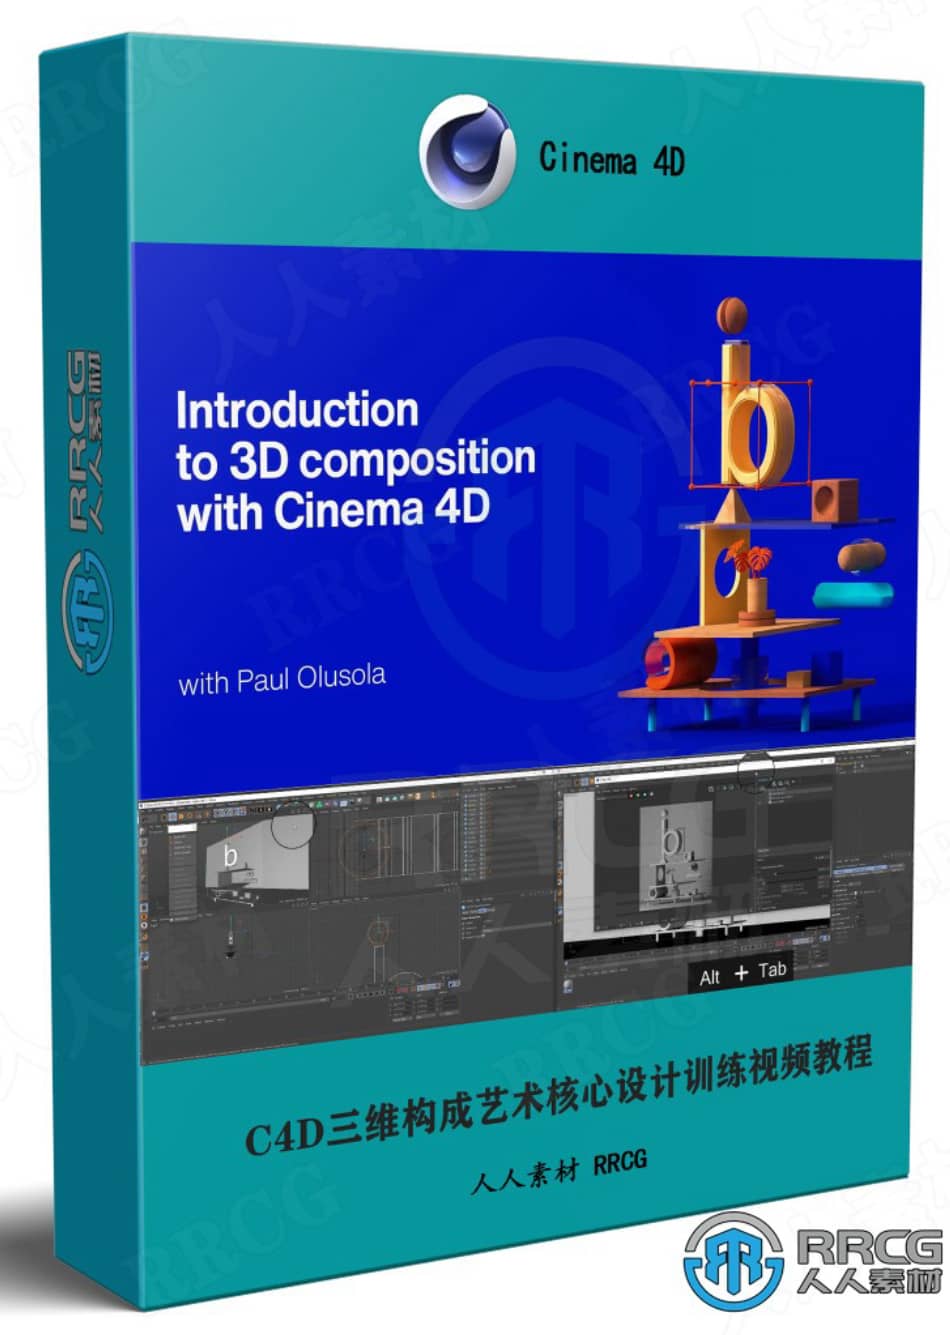 Cinema 4D
Introduction
to 3D composition
with Cinema 4D
with Paul Olusola
b
b
Alt + Tab
C4D三维构成艺术核心设计训练视频教程
人人素材 RRCG
RRCG
人人素材
RRCG
人人素材